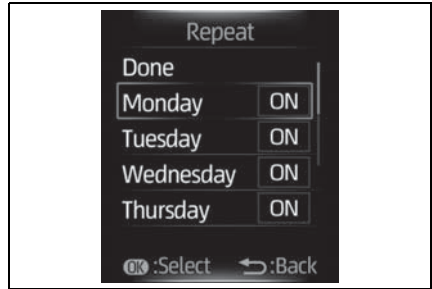 Repeat
Done
Monday ON
Tuesday ON
Wednesday ON
Thursday ON
OK :Select :Back